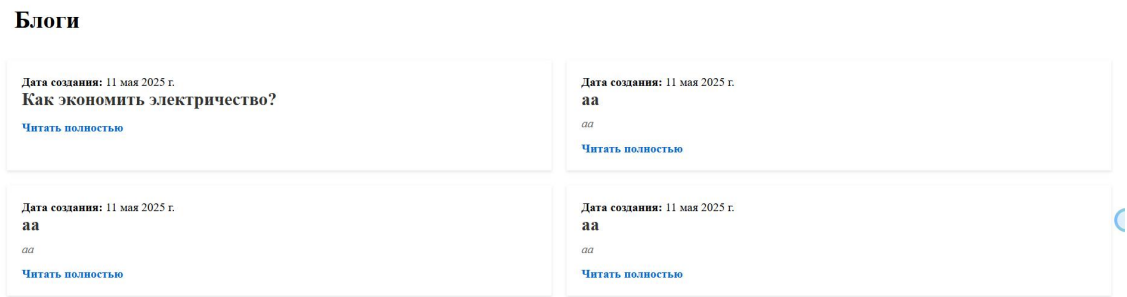 Блоги
Дата создания: 11 мая 2025 г.
Как экономить электричество?
Читать полностью
Дата создания: 11 мая 2025 г.
аа
аа
Читать полностью
Дата создания: 11 мая 2025 г.
аа
аа
Читать полностью
Дата создания: 11 мая 2025 г.
аа
аа
Читать полностью